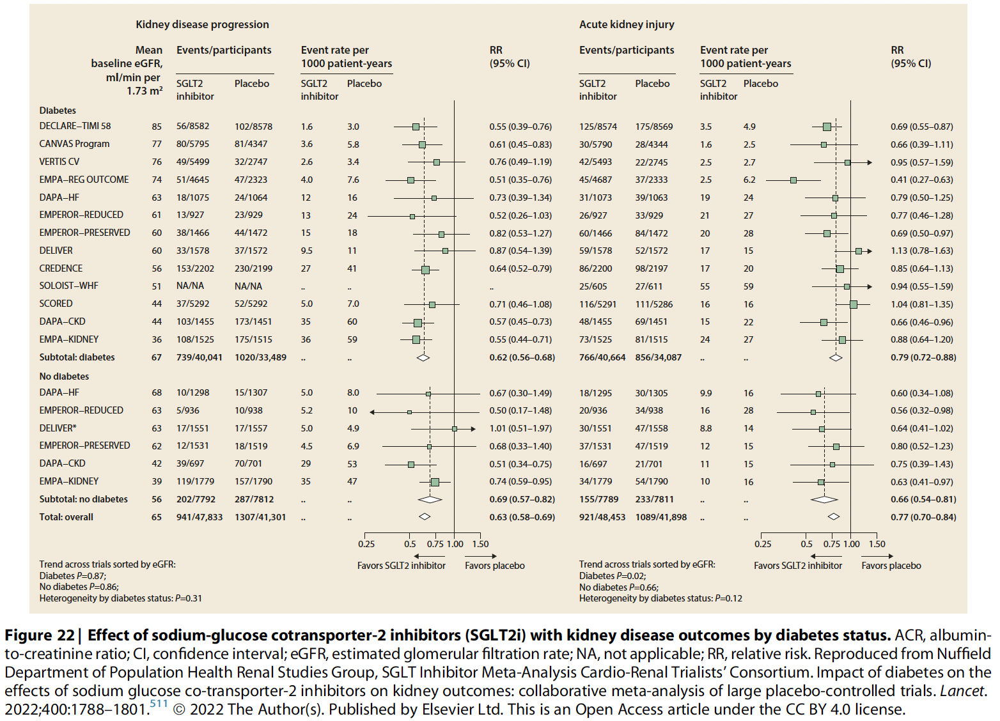 Kidney disease progression
Acute kidney injury
Mean baseline eGFR, ml/min per 1.73 m² Events/participants Event rate per 1000 patient-years RR (95% CI) Events/participants Event rate per 1000 patient-years RR (95% CI)
SGLT2 inhibitor Placebo SGLT2 inhibitor Placebo SGLT2 inhibitor Placebo SGLT2 inhibitor Placebo
Diabetes
DECLARE–TIMI 58 85 56/8582 102/8578 1.6 3.0 0.55 (0.39–0.76) 125/8574 175/8569 3.5 4.9 0.69 (0.55–0.87)
CANVAS Program 77 80/5795 81/4347 3.6 5.8 0.61 (0.45–0.83) 30/5790 28/4344 1.6 2.5 0.66 (0.39–1.11)
VERTIS CV 76 49/5499 32/2747 2.6 3.4 0.76 (0.49–1.19) 42/5493 22/2745 2.5 2.7 0.95 (0.57–1.59)
EMPA–REG OUTCOME 74 51/4645 47/2323 4.0 7.6 0.51 (0.35–0.76) 45/4687 37/2333 2.5 6.2 0.41 (0.27–0.63)
DAPA–HF 63 18/1075 24/1064 12 16 0.73 (0.39–1.34) 31/1073 39/1063 19 24 0.79 (0.50–1.25)
EMPEROR–REDUCED 61 13/927 23/929 13 24 0.52 (0.26–1.03) 26/927 33/929 21 27 0.77 (0.46–1.28)
EMPEROR–PRESERVED 60 38/1466 44/1472 15 18 0.82 (0.53–1.27) 60/1466 84/1472 20 28 0.69 (0.50–0.97)
DELIVER 60 33/1578 37/1572 9.5 11 0.87 (0.54–1.39) 59/1578 52/1572 17 15 1.13 (0.78–1.63)
CREDENCE 56 153/2202 230/2199 27 41 0.64 (0.52–0.79) 86/2200 98/2197 17 20 0.85 (0.64–1.13)
SOLOIST–WHF 51 NA/NA NA/NA .. .. .. 25/605 27/611 55 59 0.94 (0.55–1.59)
SCORED 44 37/5292 52/5292 5.0 7.0 0.71 (0.46–1.08) 116/5291 111/5286 16 16 1.04 (0.81–1.35)
DAPA–CKD 44 103/1455 173/1451 35 60 0.57 (0.45–0.73) 48/1455 69/1451 15 22 0.66 (0.46–0.96)
EMPA–KIDNEY 36 108/1525 175/1515 36 59 0.55 (0.44–0.71) 73/1525 81/1515 24 27 0.88 (0.64–1.20)
Subtotal: diabetes 67 739/40,041 1020/33,489 .. .. 0.62 (0.56–0.68) 766/40,664 856/34,087 .. .. 0.79 (0.72–0.88)
No diabetes
DAPA–HF 68 10/1298 15/1307 5.0 8.0 0.67 (0.30–1.49) 18/1295 30/1305 9.9 16 0.60 (0.34–1.08)
EMPEROR–REDUCED 63 5/936 10/938 5.2 10 0.50 (0.17–1.48) 20/936 34/938 16 28 0.56 (0.32–0.98)
DELIVER* 63 17/1551 17/1557 5.0 4.9 1.01 (0.51–1.97) 30/1551 47/1558 8.8 14 0.64 (0.41–1.02)
EMPEROR–PRESERVED 62 12/1531 18/1519 4.5 6.9 0.68 (0.33–1.40) 37/1531 47/1519 12 15 0.80 (0.52–1.23)
DAPA–CKD 42 39/697 70/701 29 53 0.51 (0.34–0.75) 16/697 21/701 11 15 0.75 (0.39–1.43)
EMPA–KIDNEY 39 119/1779 157/1790 35 47 0.74 (0.59–0.95) 34/1779 54/1790 10 16 0.63 (0.41–0.97)
Subtotal: no diabetes 56 202/7792 287/7812 .. .. 0.69 (0.57–0.82) 155/7789 233/7811 .. .. 0.66 (0.54–0.81)
Total: overall 65 941/47,833 1307/41,301 .. .. 0.63 (0.58–0.69) 921/48,453 1089/41,898 .. .. 0.77 (0.70–0.84)
0.25 0.5 0.75 1.00 1.50 0.25 0.5 0.75 1.00 1.50
Favors SGLT2 inhibitor Favors placebo Favors SGLT2 inhibitor Favors placebo
Trend across trials sorted by eGFR:
Diabetes P=0.87;
No diabetes P=0.86;
Heterogeneity by diabetes status: P=0.31
Trend across trials sorted by eGFR:
Diabetes P=0.02;
No diabetes P=0.66;
Heterogeneity by diabetes status: P=0.12
Figure 22 | Effect of sodium-glucose cotransporter-2 inhibitors (SGLT2i) with kidney disease outcomes by diabetes status. ACR, albumin-
to-creatinine ratio; CI, confidence interval; eGFR, estimated glomerular filtration rate; NA, not applicable; RR, relative risk. Reproduced from Nuffield
Department of Population Health Renal Studies Group, SGLT Inhibitor Meta-Analysis Cardio-Renal Trialists’ Consortium. Impact of diabetes on the
effects of sodium glucose co-transporter-2 inhibitors on kidney outcomes: collaborative meta-analysis of large placebo-controlled trials. Lancet.
2022;400:1788–1801.511 © 2022 The Author(s). Published by Elsevier Ltd. This is an Open Access article under the CC BY 4.0 license.